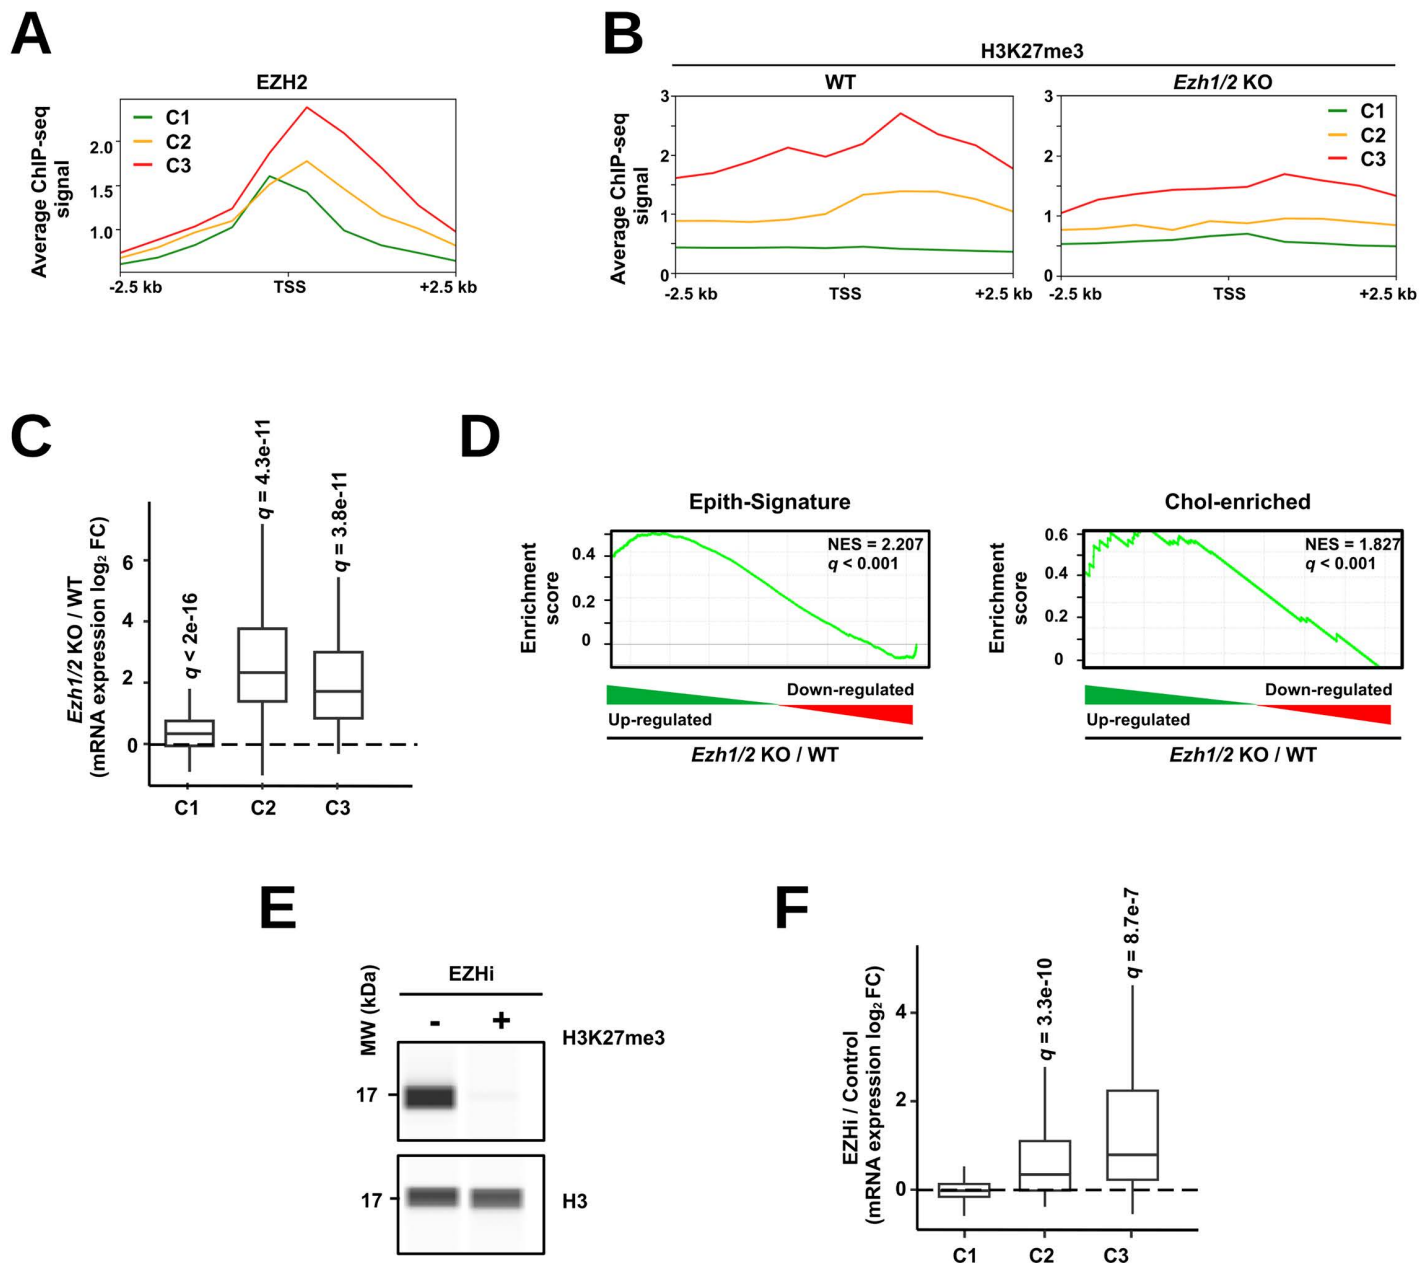 A
EZH2
Average ChIP-seq
signal
C1
C2
C3
2.0
1.5
1.0
-2.5 kb
TSS
+2.5 kb
B
H3K27me3
WT
Ezh1/2 KO
Average ChIP-seq
signal
3
2
1
0
-2.5 kb
TSS
+2.5 kb
3
2
1
0
C1
C2
C3
-2.5 kb
TSS
+2.5 kb
C
Ezh1/2 KO / WT
(mRNA expression log2 FC)
6
4
2
0
q < 2e-16
q = 4.3e-11
q = 3.8e-11
C1
C2
C3
D
Epith-Signature
Enrichment
score
0.4
0.2
0
NES = 2.207
q < 0.001
Down-regulated
Up-regulated
Ezh1/2 KO / WT
Chol-enriched
Enrichment
score
0.6
0.4
0.2
0
NES = 1.827
q < 0.001
Down-regulated
Up-regulated
Ezh1/2 KO / WT
E
MW (kDa)
EZHi
- +
H3K27me3
17
17
H3
F
EZHi / Control
(mRNA expression log2 FC)
4
2
0
q = 3.3e-10
q = 8.7e-7
C1
C2
C3